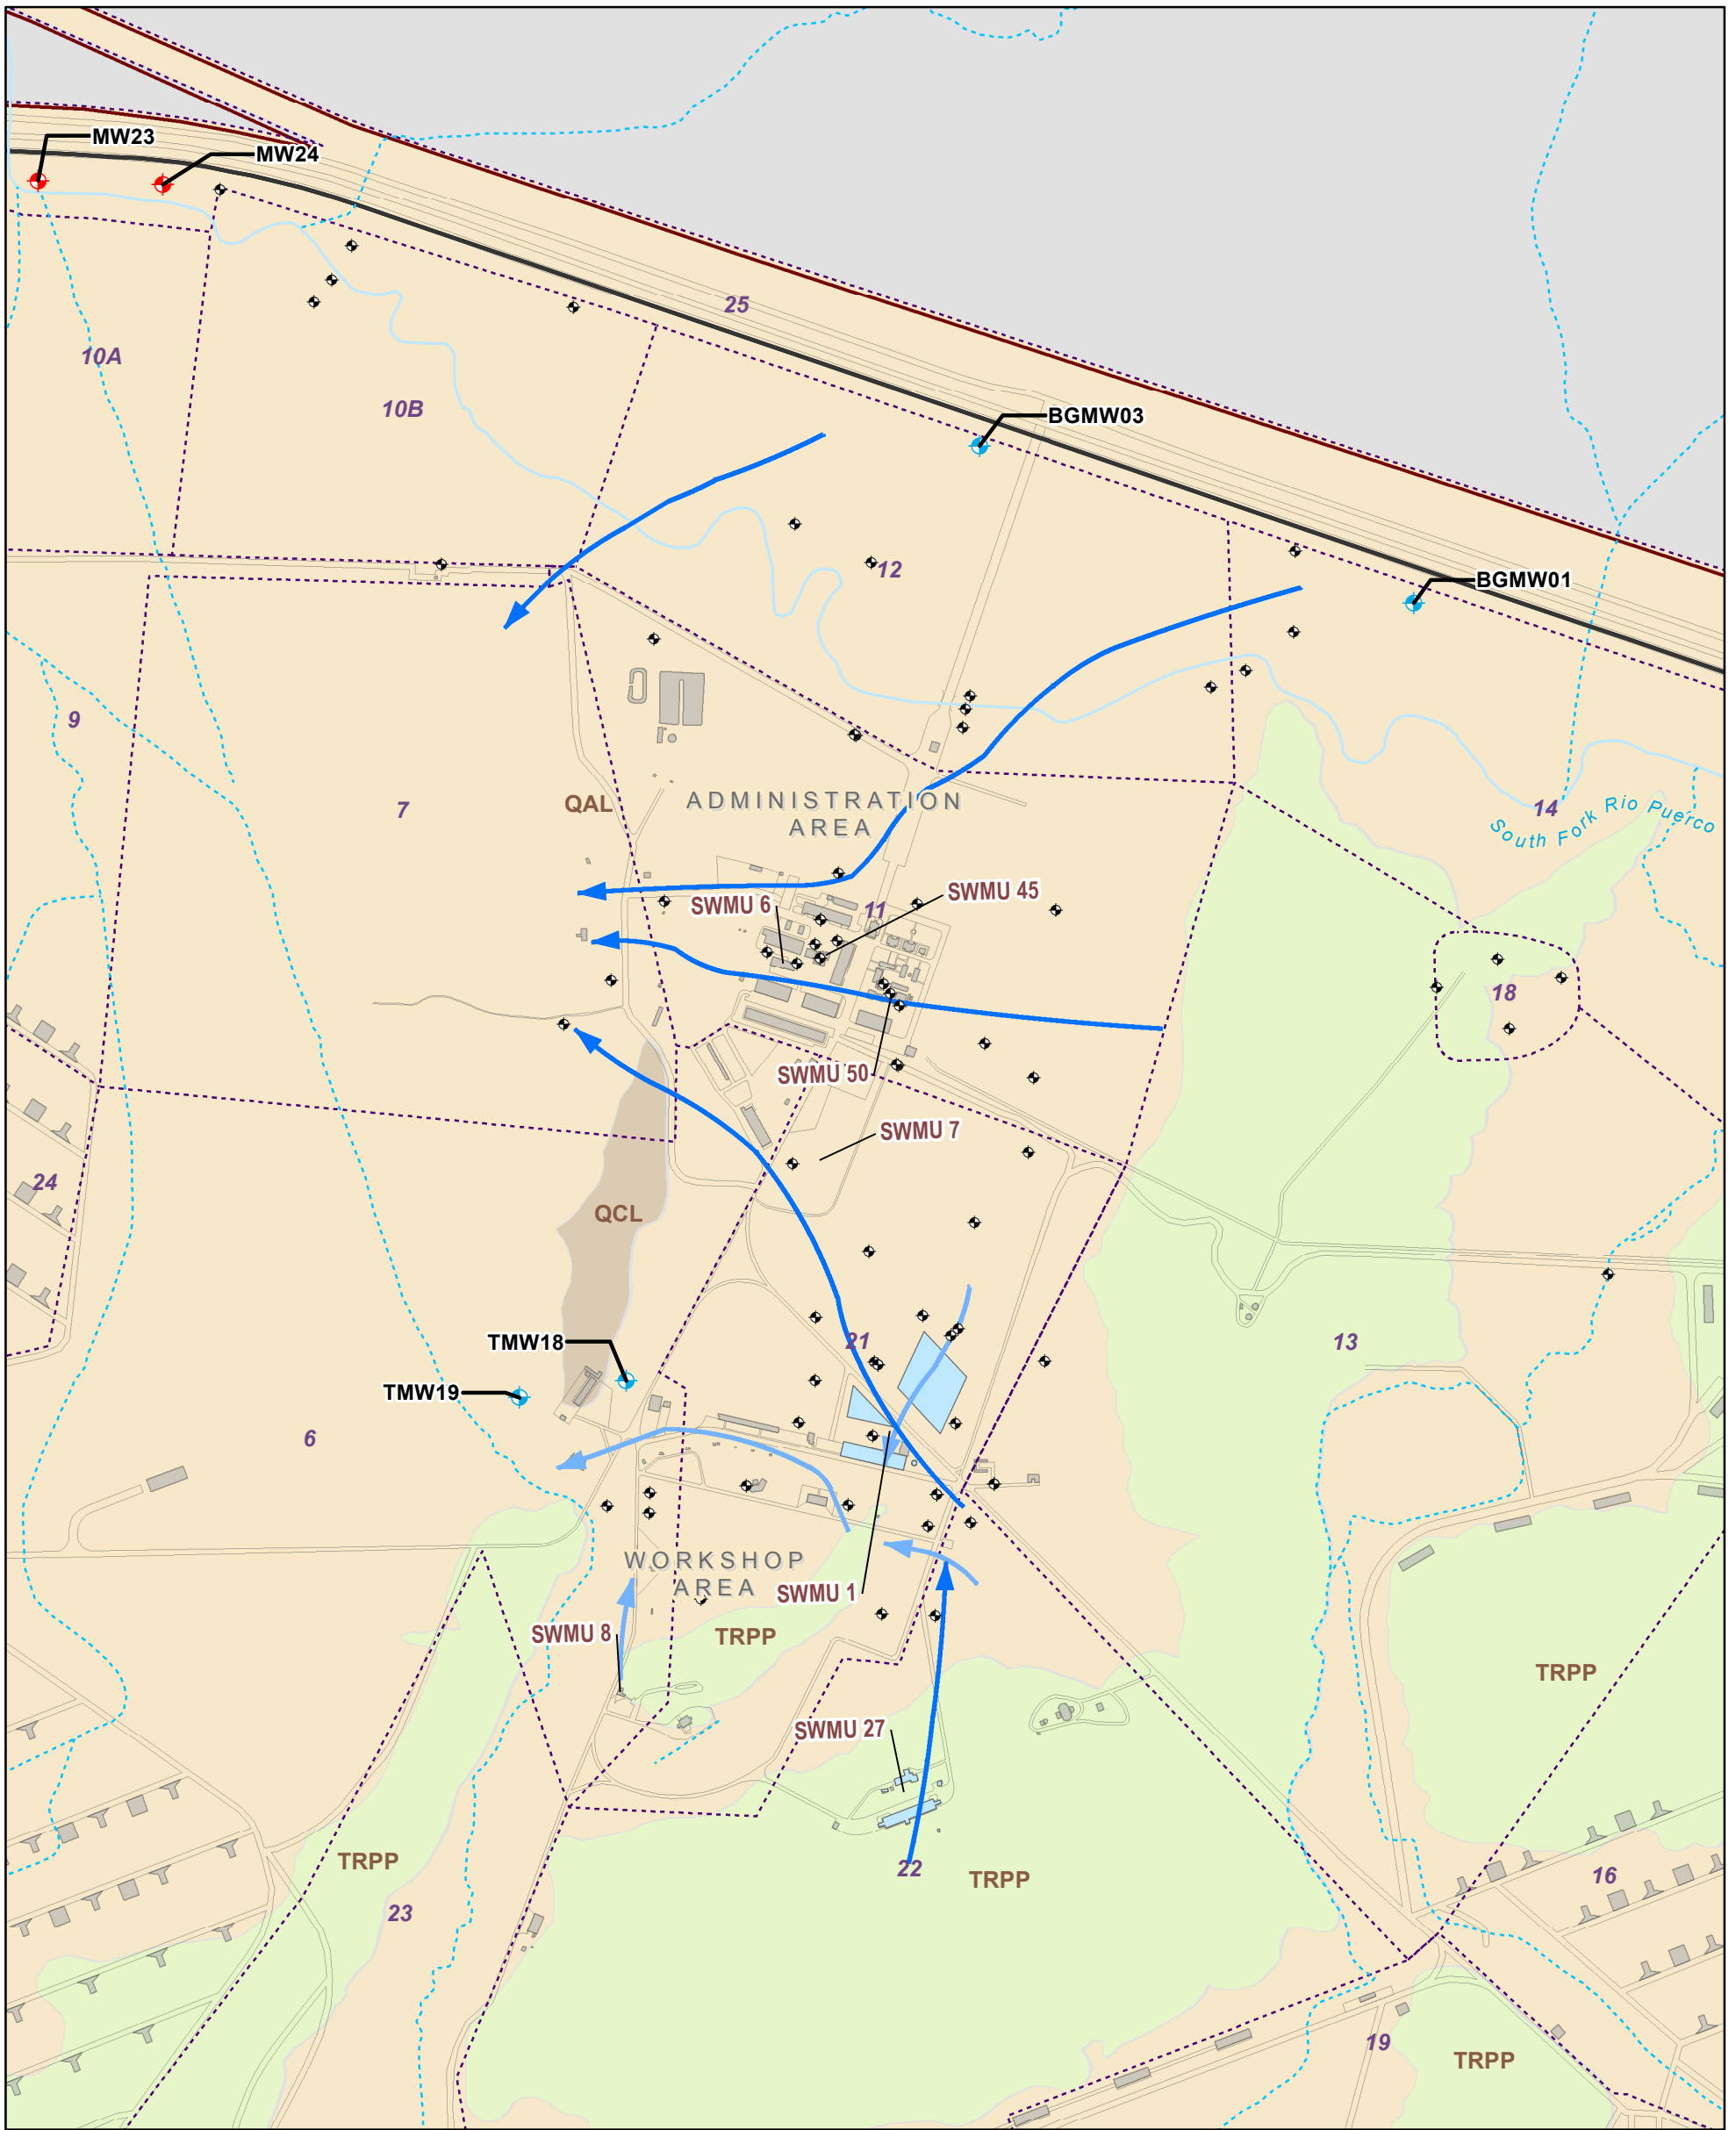 MW23
MW24
25
10A
10B
BGMW03
12
BGMW01
9
7
QAL
ADMINISTRATION
AREA
14
South Fork Rio Puerco
SWMU 45
SWMU 6
11
18
SWMU 50
SWMU 7
24
QCL
TMW18
21
13
TMW19
6
WORKSHOP
AREA
SWMU 1
SWMU 8
TRPP
TRPP
SWMU 27
TRPP
22
TRPP
16
23
19
TRPP